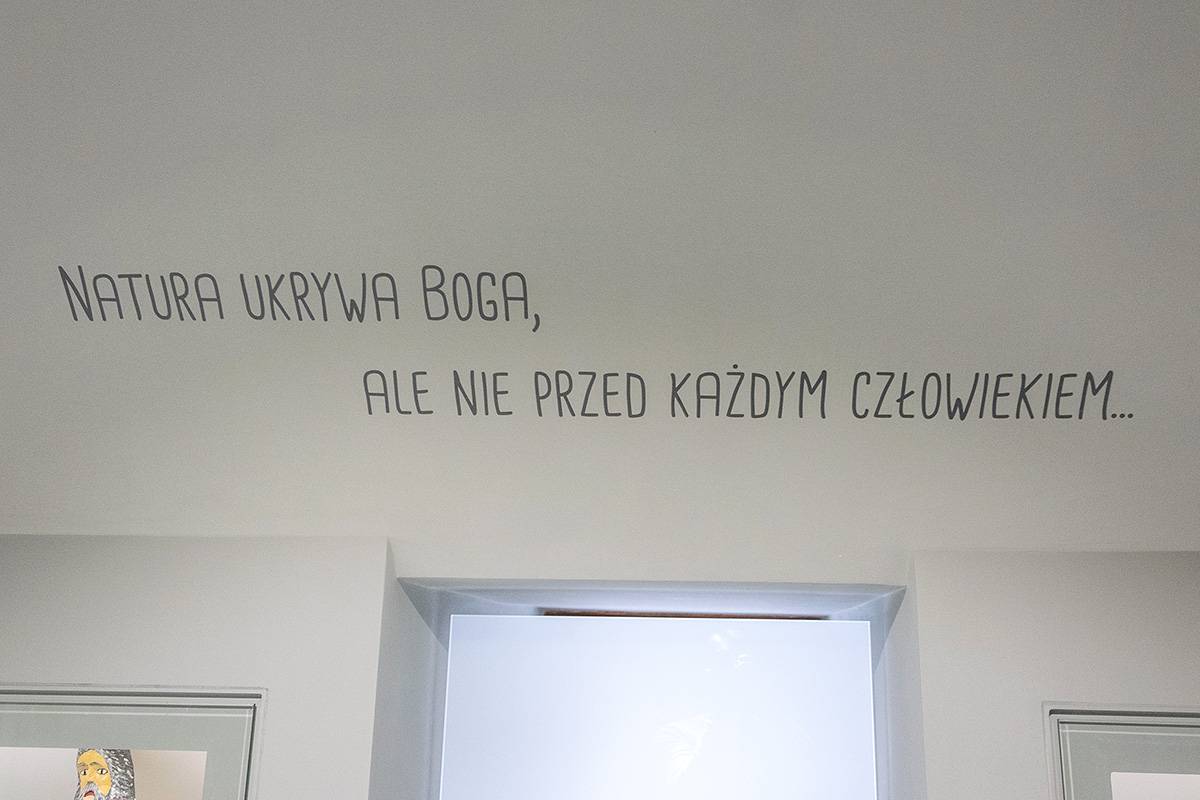 Natura ukrywa Boga,
ale nie przed każdym człowiekiem...